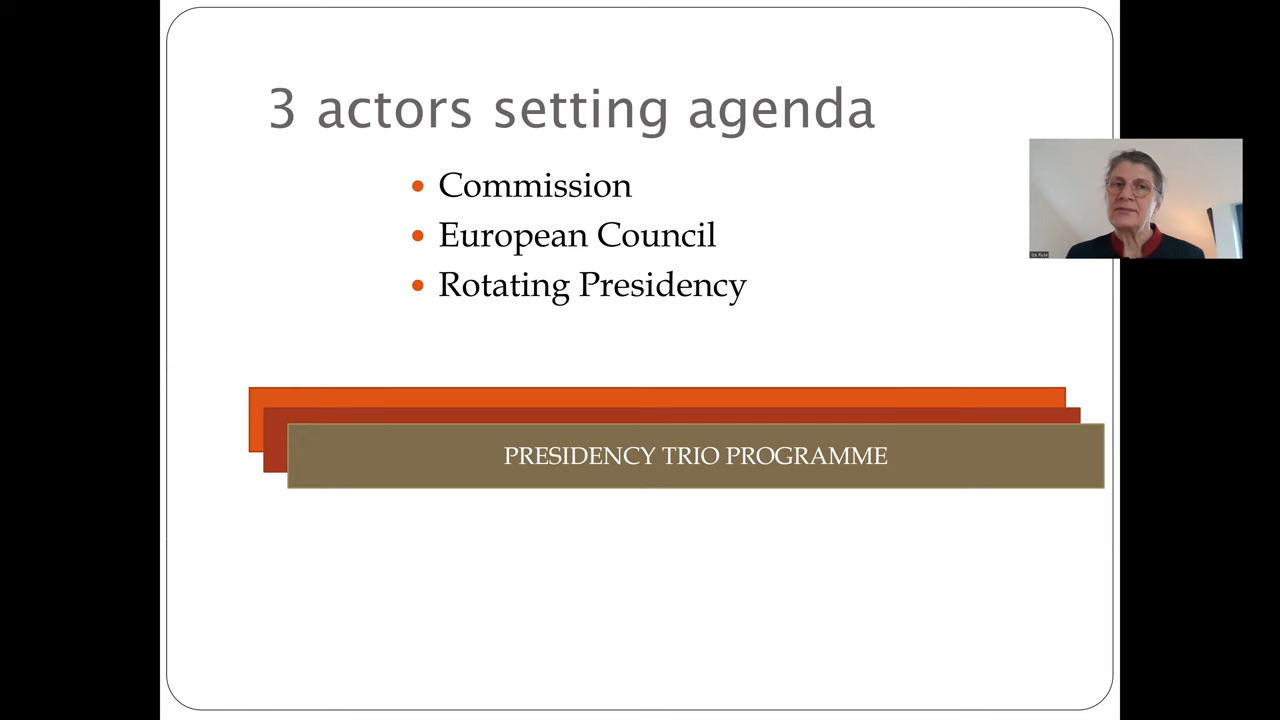 3 actors setting agenda
Commission
European Council
Rotating Presidency
PRESIDENCY TRIO PROGRAMME